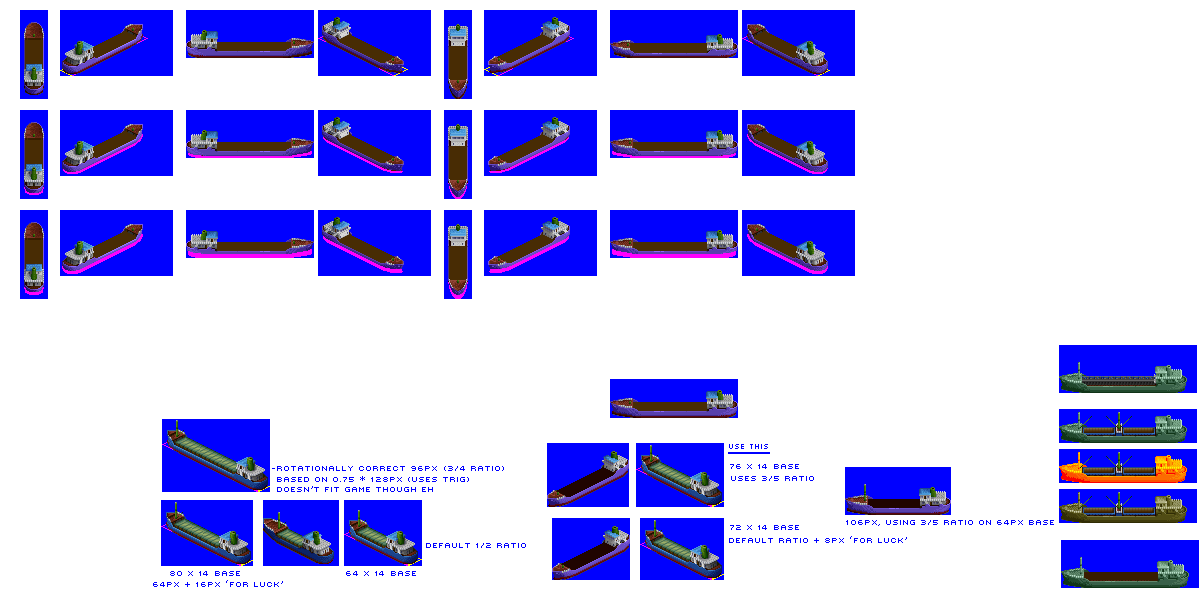 -ROTATIONALLY CORRECT 96PX (3/4 RATIO)
BASED ON 0.75 * 128PX (USES TRIG)
DOESN'T FIT GAME THOUGH EH
DEFAULT 1/2 RATIO
80 X 14 BASE
64PX + 16PX 'FOR LUCK'
64 X 14 BASE
USE THIS
76 X 14 BASE
USES 3/5 RATIO
72 X 14 BASE
DEFAULT RATIO + 8PX 'FOR LUCK'
106PX, USING 3/5 RATIO ON 64PX BASE